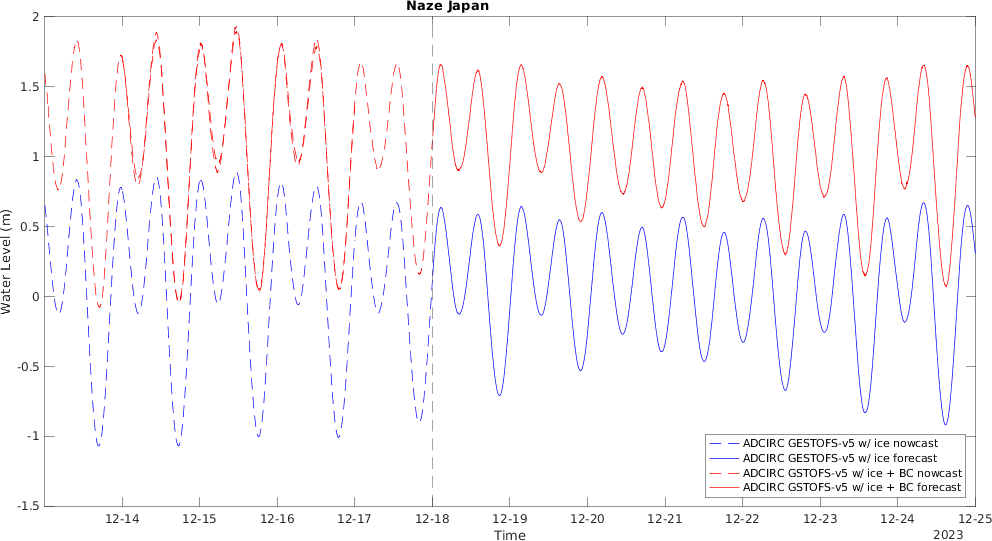 Naze Japan
Water Level (m)
2
1.5
1
0.5
0
-0.5
-1
-1.5
ADCIRC GESTOFS-v5 w/ ice nowcast
ADCIRC GESTOFS-v5 w/ ice forecast
ADCIRC GSTOFS-v5 w/ ice + BC nowcast
ADCIRC GSTOFS-v5 w/ ice + BC forecast
12-14 12-15 12-16 12-17 12-18 12-19 12-20 12-21 12-22 12-23 12-24 12-25
Time
2023